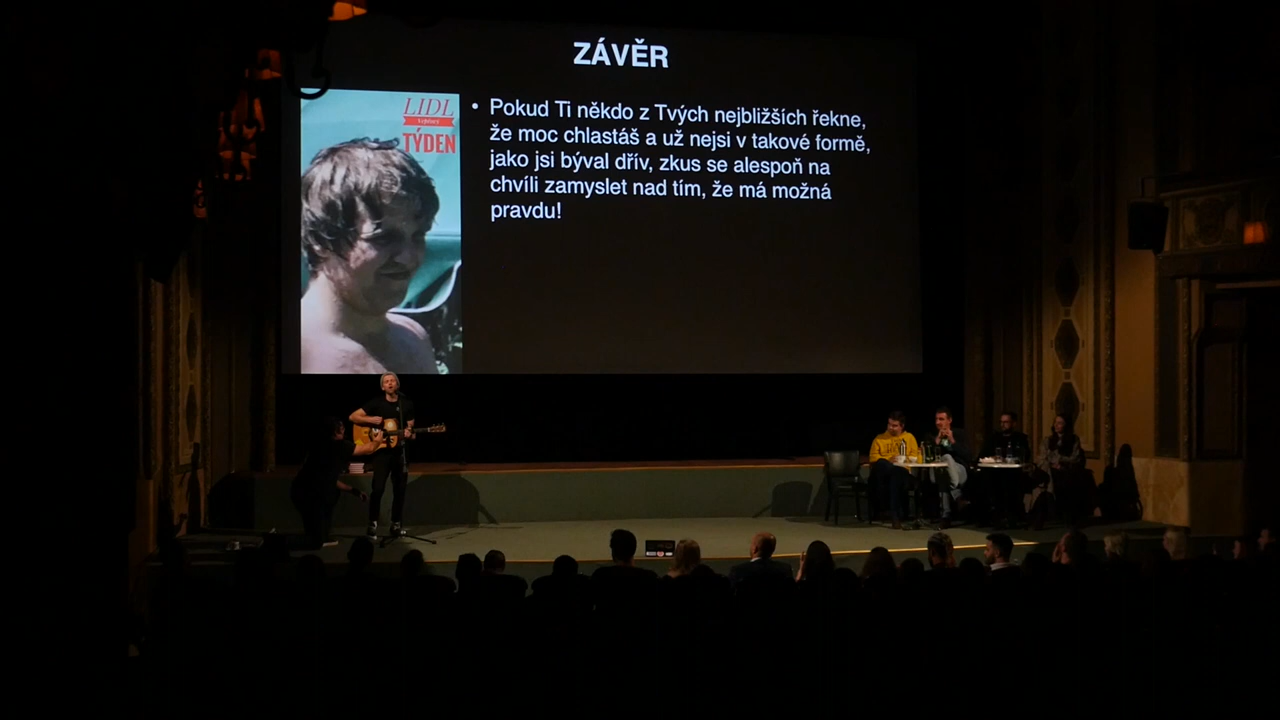 ZÁVĚR
LIDL
TÝDEN
• Pokud Ti někdo z Tvých nejbližších řekne,
že moc chlastáš a už nejsi v takové formě,
jako jsi býval dřív, zkus se alespoň na
chvíli zamyslet nad tím, že má možná
pravdu!